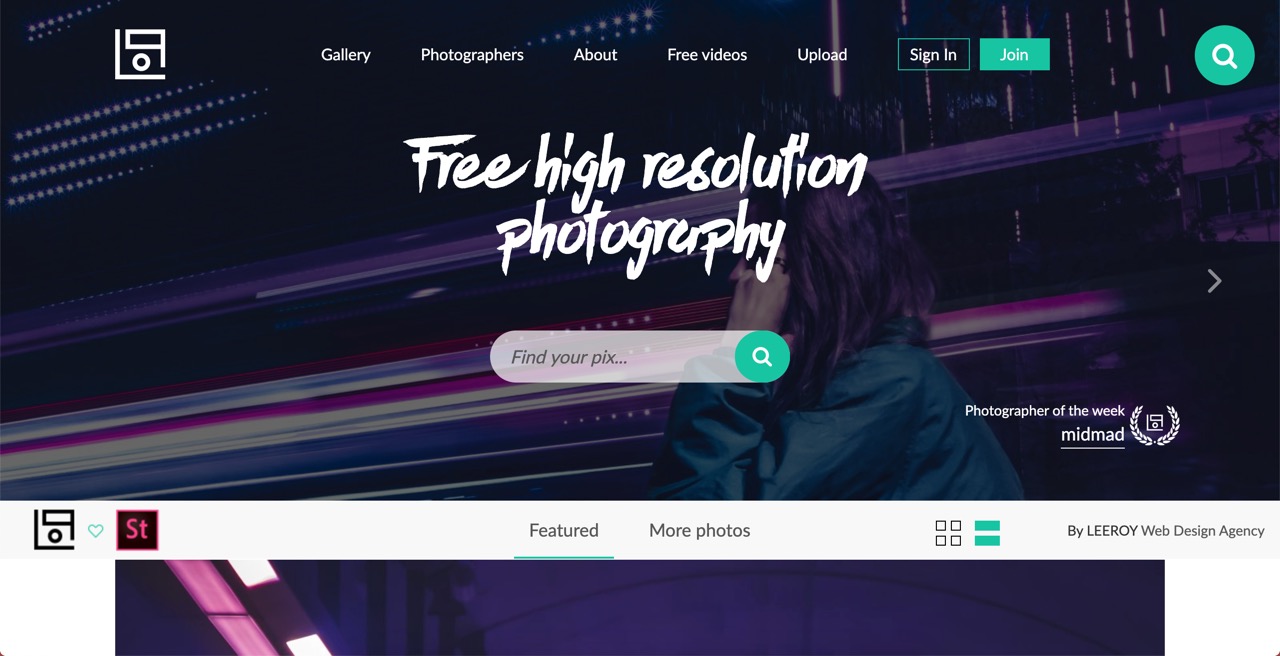 Gallery Photographers About Free videos Upload Sign In Join
Free high resolution
photography
Find your pix...
Photographer of the week
midmad
St Featured More photos By LEEROY Web Design Agency